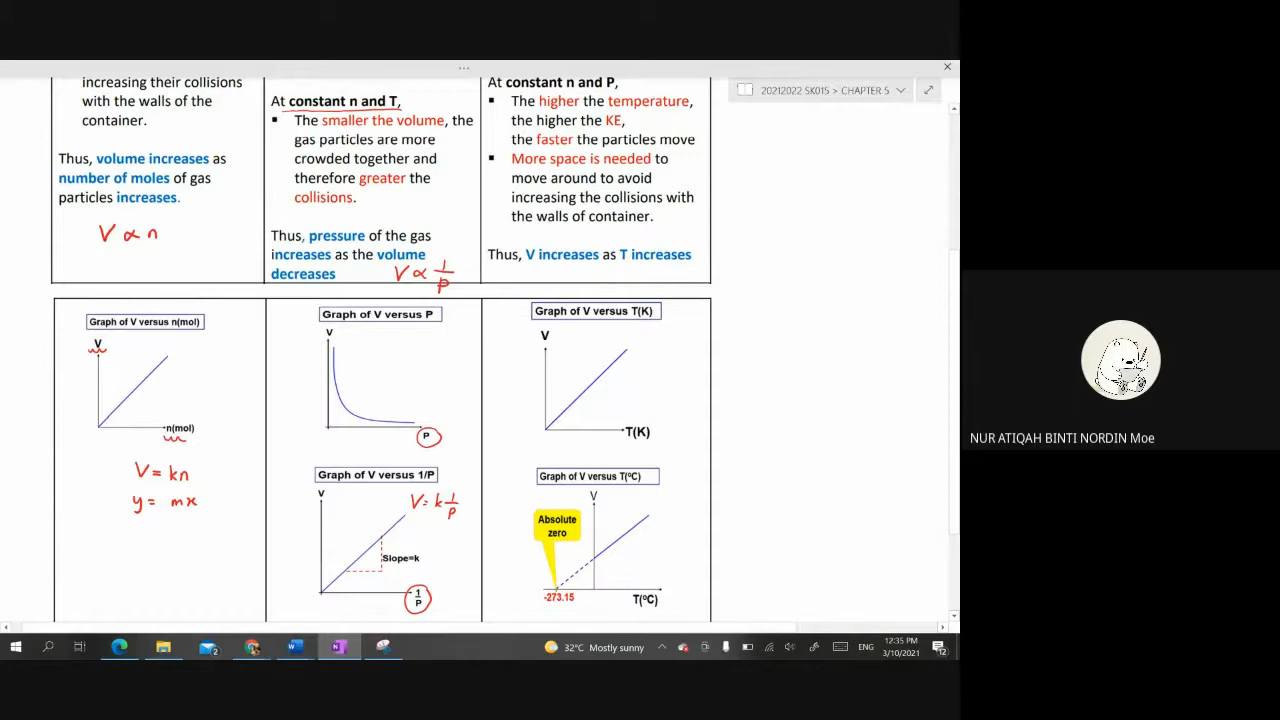 20212022 SK015 > CHAPTER 5
increasing their collisions
with the walls of the
container.
Thus, volume increases as
number of moles of gas
particles increases.
V ∝ n
At constant n and T,
The smaller the volume, the
gas particles are more
crowded together and
therefore greater the
collisions.
Thus, pressure of the gas
increases as the volume
decreases
V ∝ 1/P
At constant n and P,
The higher the temperature,
the higher the KE,
the faster the particles move
More space is needed to
move around to avoid
increasing the collisions with
the walls of container.
Thus, V increases as T increases
Graph of V versus n(mol)
V
n(mol)
V = kn
y = mx
Graph of V versus P
V
P
Graph of V versus 1/P
V
V = k 1/P
Slope=k
1/P
Graph of V versus T(K)
V
T(K)
Graph of V versus T(ºC)
V
Absolute
zero
-273.15
T(ºC)
NUR ATIQAH BINTI NORDIN Moe
32°C Mostly sunny
ENG
12:35 PM
3/10/2021
2
12